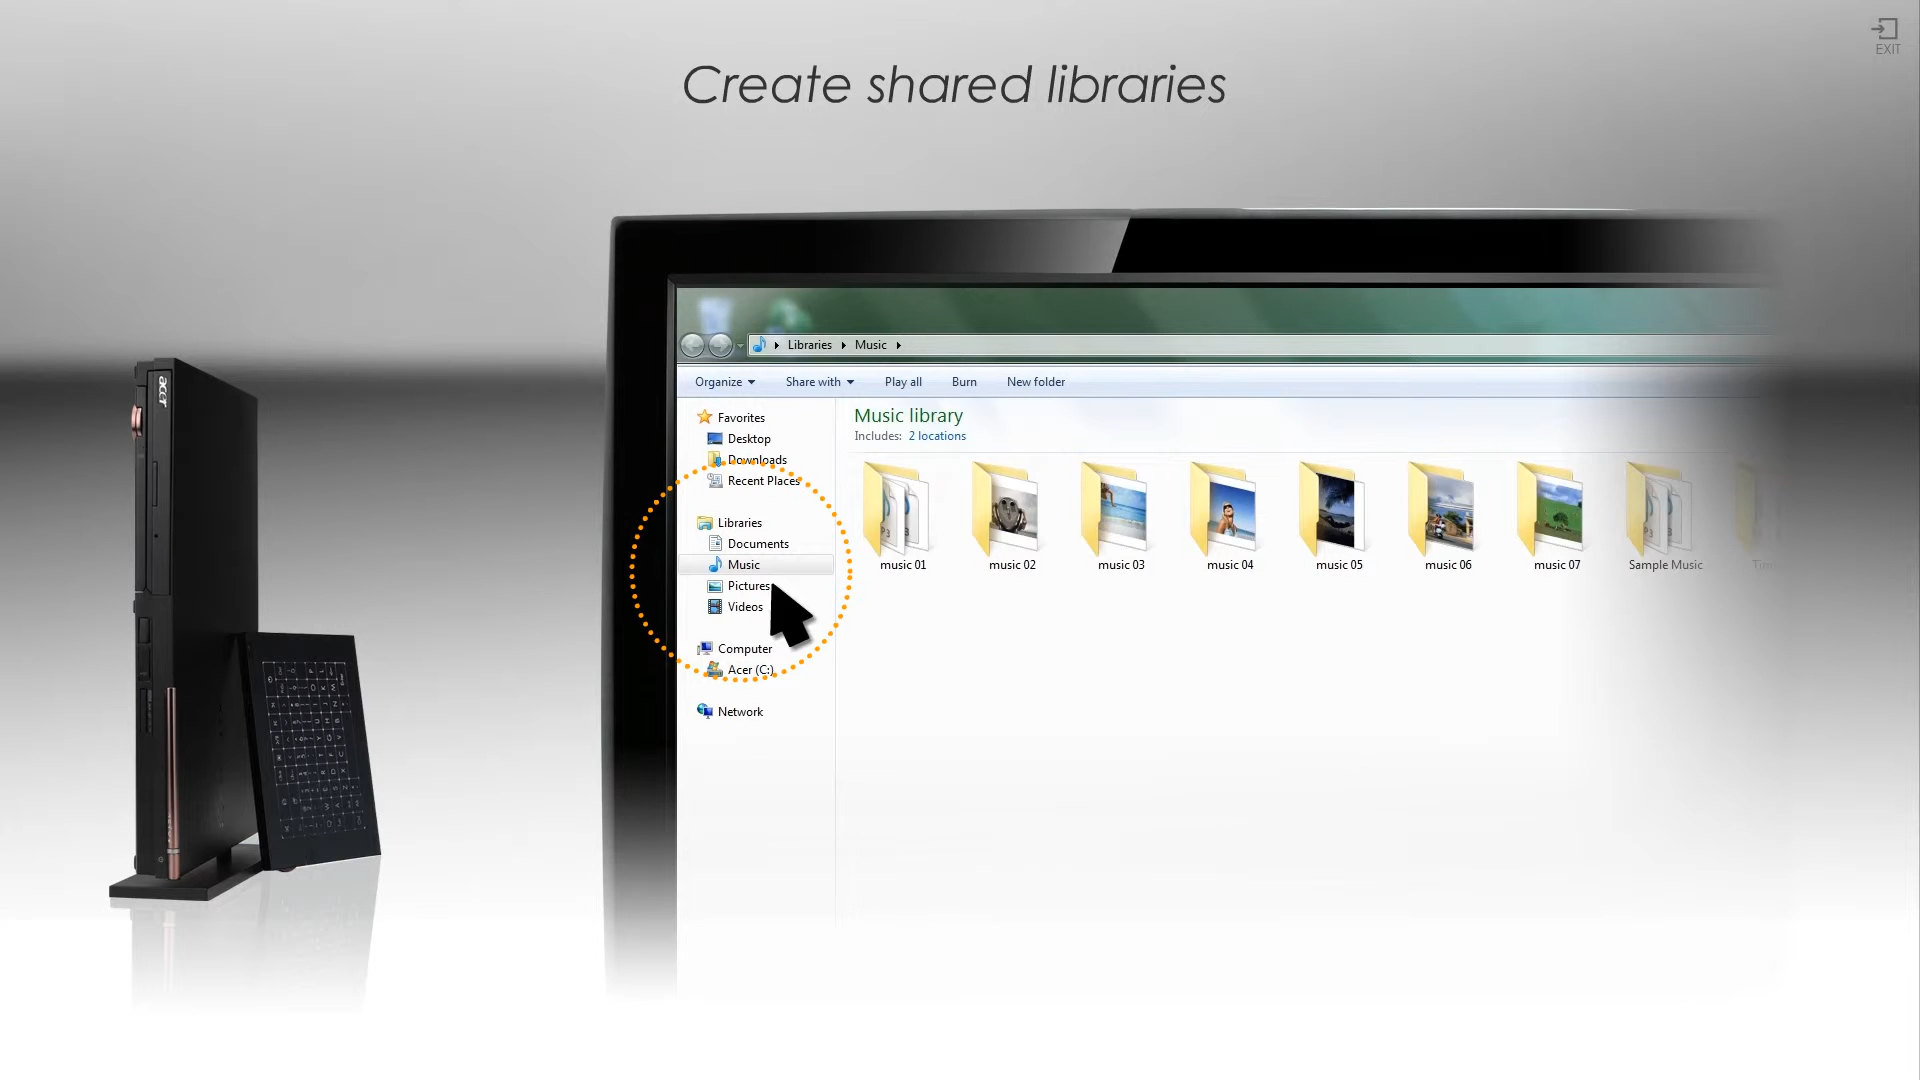 EXIT
Create shared libraries
Libraries Music
Organize Share with Play all Burn New folder
Favorites
Desktop
Downloads
Recent Places
Libraries
Documents
Music
Pictures
Videos
Computer
Acer (C:)
Network
Music library
Includes: 2 locations
music 01 music 02 music 03 music 04 music 05 music 06 music 07 Sample Music
acer